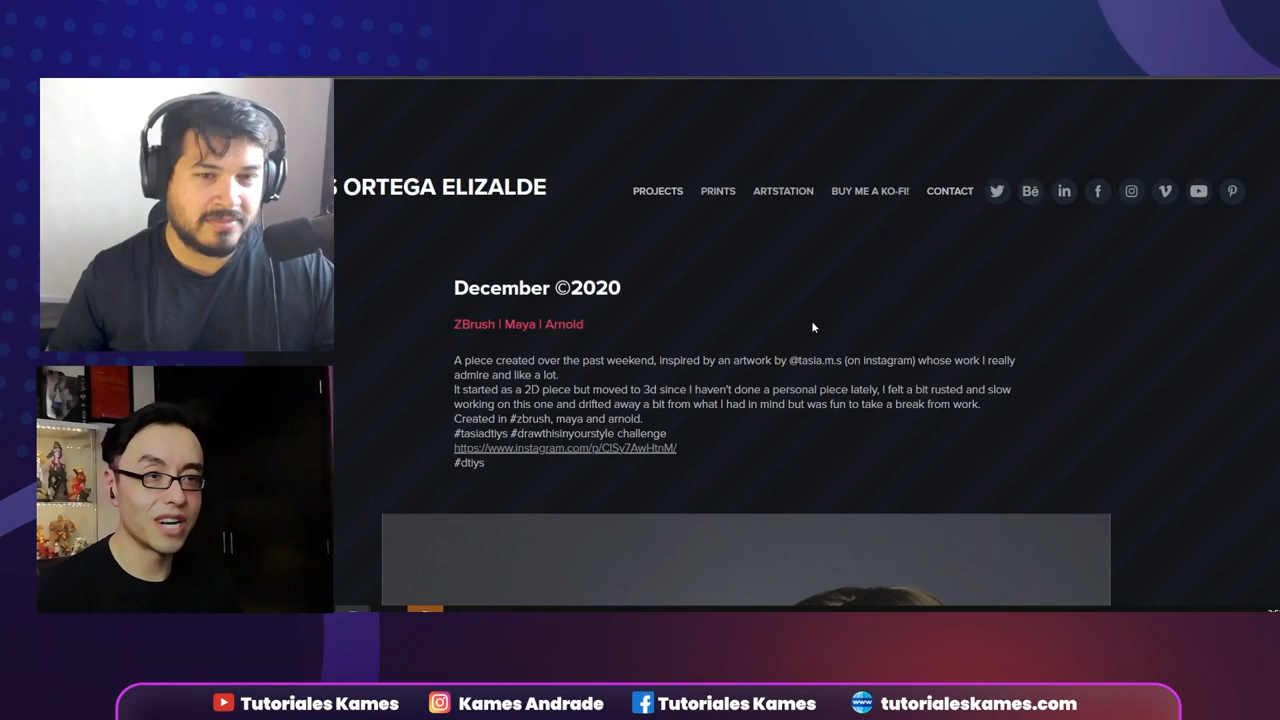 ORTEGA ELIZALDE
PROJECTS PRINTS ARTSTATION BUY ME A KO-FI! CONTACT
December ©2020
ZBrush | Maya | Arnold
A piece created over the past weekend, inspired by an artwork by @tasia.m.s (on instagram) whose work I really
admire and like a lot.
It started as a 2D piece but moved to 3d since I haven't done a personal piece lately, I felt a bit rusted and slow
working on this one and drifted away a bit from what I had in mind but was fun to take a break from work.
Created in #zbrush, maya and arnold.
#tasiadtiys #drawthisinyourstyle challenge
https://www.instagram.com/p/CISy7AwHtnM/
#dtiys
Tutoriales Kames Kames Andrade Tutoriales Kames tutorialeskames.com